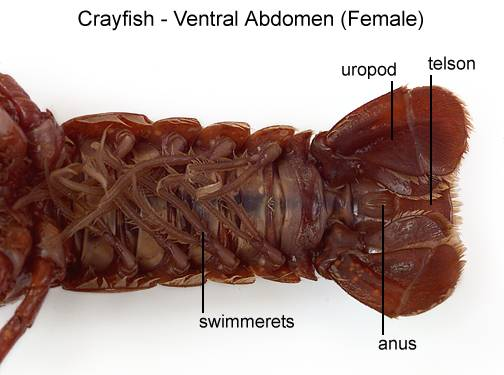 Crayfish - Ventral Abdomen (Female)
telson
uropod
swimmerets
anus